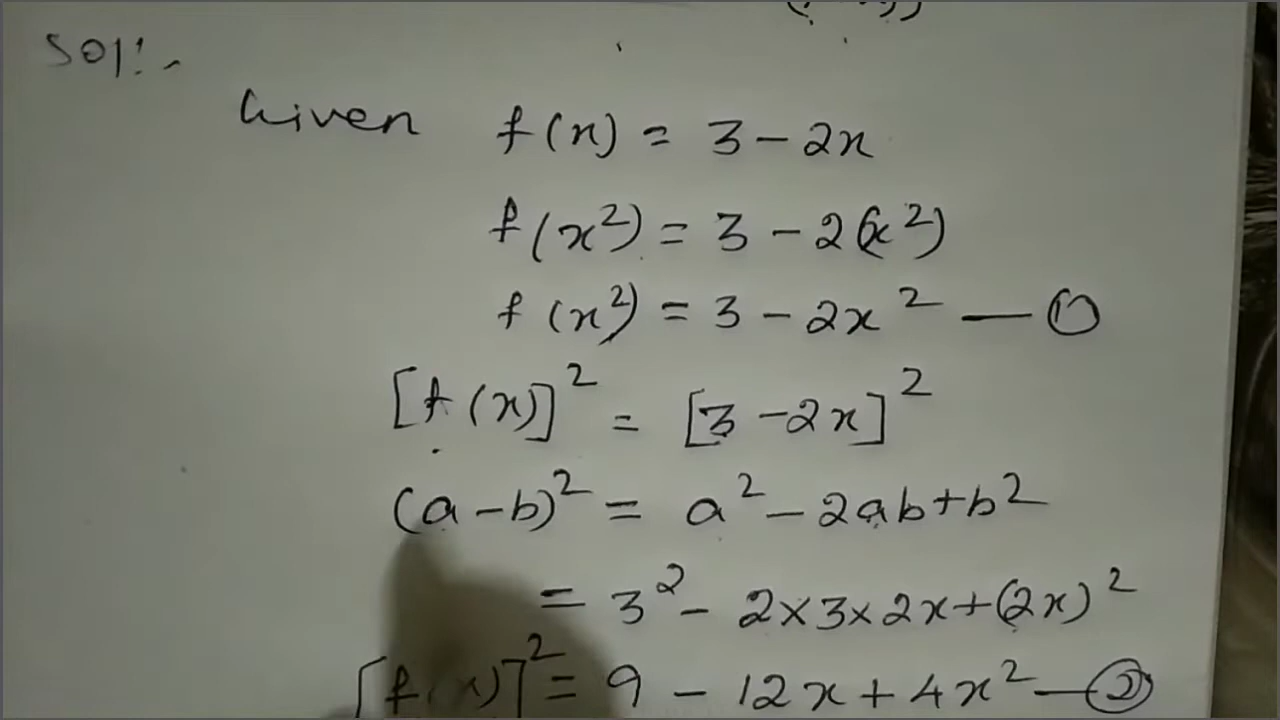 Sol:-
Given f(x) = 3 - 2x
f(x²) = 3 - 2(x²)
f(x²) = 3 - 2x² — ①
[f(x)]² = [3 - 2x]²
(a - b)² = a² - 2ab + b²
= 3² - 2×3×2x + (2x)²
[f(x)]² = 9 - 12x + 4x² — ②